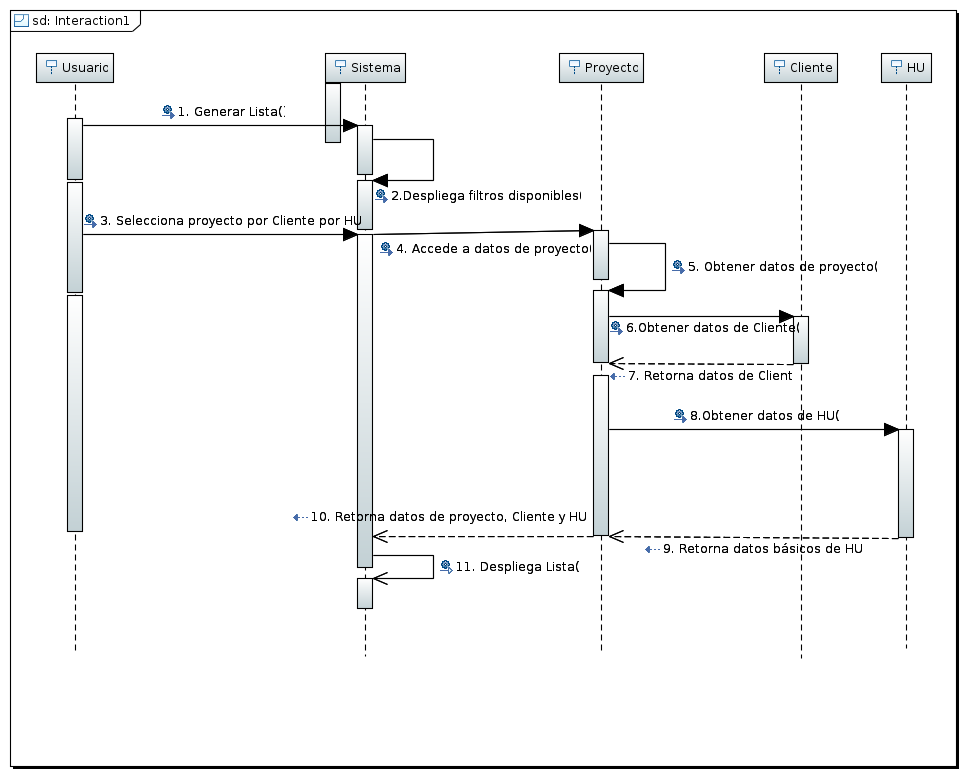 sd: Interaction1
Usuaric
Sistema
Proyectc
Cliente
HU
1. Generar Lista()
2.Despliega filtros disponibles(
3. Selecciona proyecto por Cliente por HU
4. Accede a datos de proyecto(
5. Obtener datos de proyecto(
6.Obtener datos de Cliente(
7. Retorna datos de Client
8.Obtener datos de HU(
10. Retorna datos de proyecto, Cliente y HU
9. Retorna datos básicos de HU
11. Despliega Lista(